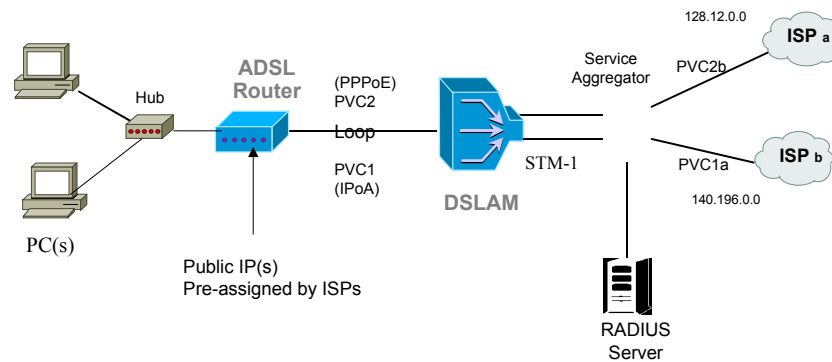 128.12.0.0
ISP a
Service
Aggregator
PVC2b
ADSL
Router
(PPPoE)
PVC2
Hub
Loop
STM-1
PVC1
(IPoA)
DSLAM
PVC1a
ISP b
140.196.0.0
PC(s)
Public IP(s)
Pre-assigned by ISPs
RADIUS
Server